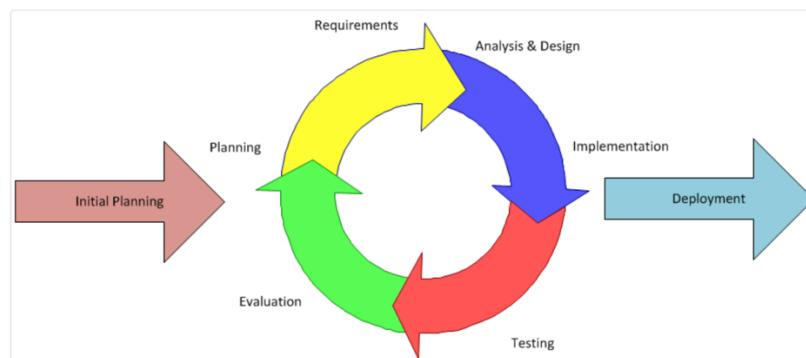 Requirements
Analysis & Design
Planning
Implementation
Initial Planning
Deployment
Evaluation
Testing